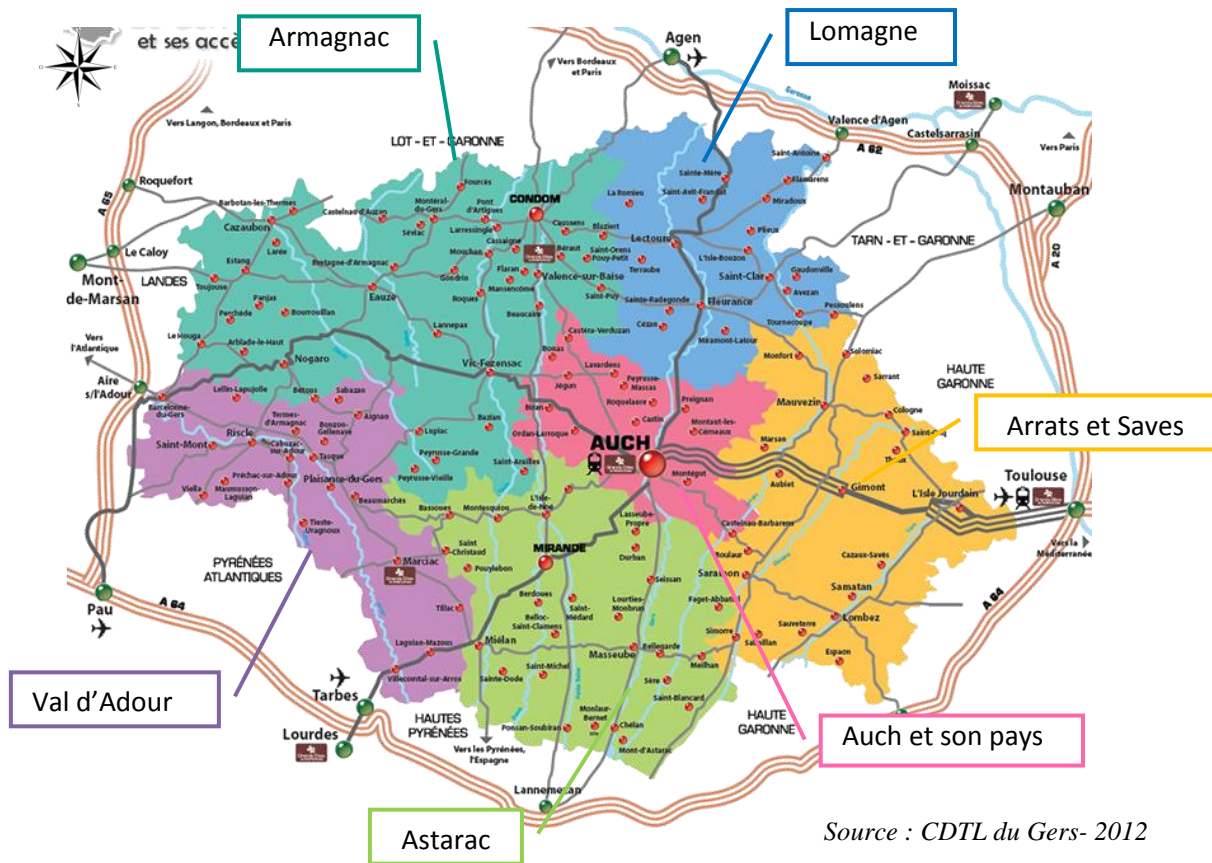 et ses accè
Armagnac
Lomagne
Agen
Vers Bordeaux
et Paris
Garonne
Moissac
Vers Langon, Bordeaux et Paris
Valence d'Agen
Castelsarrasin
A 62
Vers Paris
LOT - ET - GARONNE
Saint-Antoine
Roquefort
Fourcès
Sainte-Mère
Flamarens
Montauban
A 65
Barbotan-les-Thermes
Castelnau-d'Auzan
Montréal-
du-Gers
Pont
d'Artigues
CONDOM
La Romieu
Saint-Avit-Frandat
Miradoux
Cazaubon
Séviac
Larressingle
Caussens
Blaziert
Plieux
Le Caloy
Larée
Cassaigne
Mouchan
Béraut
Saint-Orens
Pouy-Petit
Lectoure
L'Isle-Bouzon
TARN - ET - GARONNE
A 20
Mont-
de-Marsan
LANDES
Estang
Bretagne-d'Armagnac
Flaran
Valence-sur-Baïse
Terraube
Saint-Clar
Gaudonville
Toujouse
Gondrin
Mansencôme
Avezan
Panjas
Eauze
Roques
Saint-Puy
Sainte-Radegonde
Fleurance
Pessoulens
Perchède
Bourrouillan
Beaucaire
Tournecoupe
Vers
l'Atlantique
Le Houga
Lannepax
Castéra-Verduzan
Cézan
Miramont-Latour
Arblade-le-Haut
Bonas
Monfort
Solomiac
Nogaro
Vic-Fezensac
Lavardens
Aire
s/l'Adour
Lelin-Lapujolle
Sabazan
Jégun
Peyrusse-
Massas
Sarrant
HAUTE
GARONNE
Barcelonne-
du-Gers
Bétous
Roquelaure
Preignan
Mauvezin
Termes-
d'Armagnac
Aignan
Bazian
Biran
Castin
Cologne
Arrats et Saves
Saint-Mont
Riscle
Bouzon-
Gellenave
Lupiac
Ordan-Larroque
AUCH
Montaut-les-
Créneaux
Marsan
Cahuzac-
sur-Adour
Tasque
Peyrusse-Grande
Saint-Arailles
Montégut
Aubiet
Gimont
Toulouse
Préchac-sur-Adour
Plaisance-du-Gers
Peyrusse-Vieille
L'Isle-
de-Noé
L'Isle Jourdain
Viella
Maumusson-
Laguian
Beaumarchés
Bassoues
Montesquiou
Lasseube-
Propre
Castelnau-Barbarens
Vers la
Méditerranée
Tieste-
Uragnoux
Saint
Christaud
MIRANDE
Durban
Moulaur
Cazaux-Savès
PYRÉNÉES
ATLANTIQUES
Marciac
Pouylebon
Seissan
Saramon
Samatan
A 64
Pau
A 64
Tillac
Berdoues
Belloc-
Saint-Clamens
Saint-
Médard
Lourties-
Monbrun
Faget-Abbatial
Lombez
Laguian-Mazous
Miélan
Masseube
Bellegarde
Simorre
Sauveterre
Espaon
Meilhan
Val d'Adour
Villecomtal-sur-Arros
Sainte-Dode
Saint-Michel
Sère
Tarbes
Saint-Blancard
Lourdes
HAUTES
PYRÉNÉES
Ponsan-Soubiran
Monlaur-
Bernet
Chélan
HAUTE
GARONNE
Auch et son pays
Mont-d'Astarac
Vers les Pyrénées,
l'Espagne
Lannemezan
Astarac
Source : CDTL du Gers- 2012